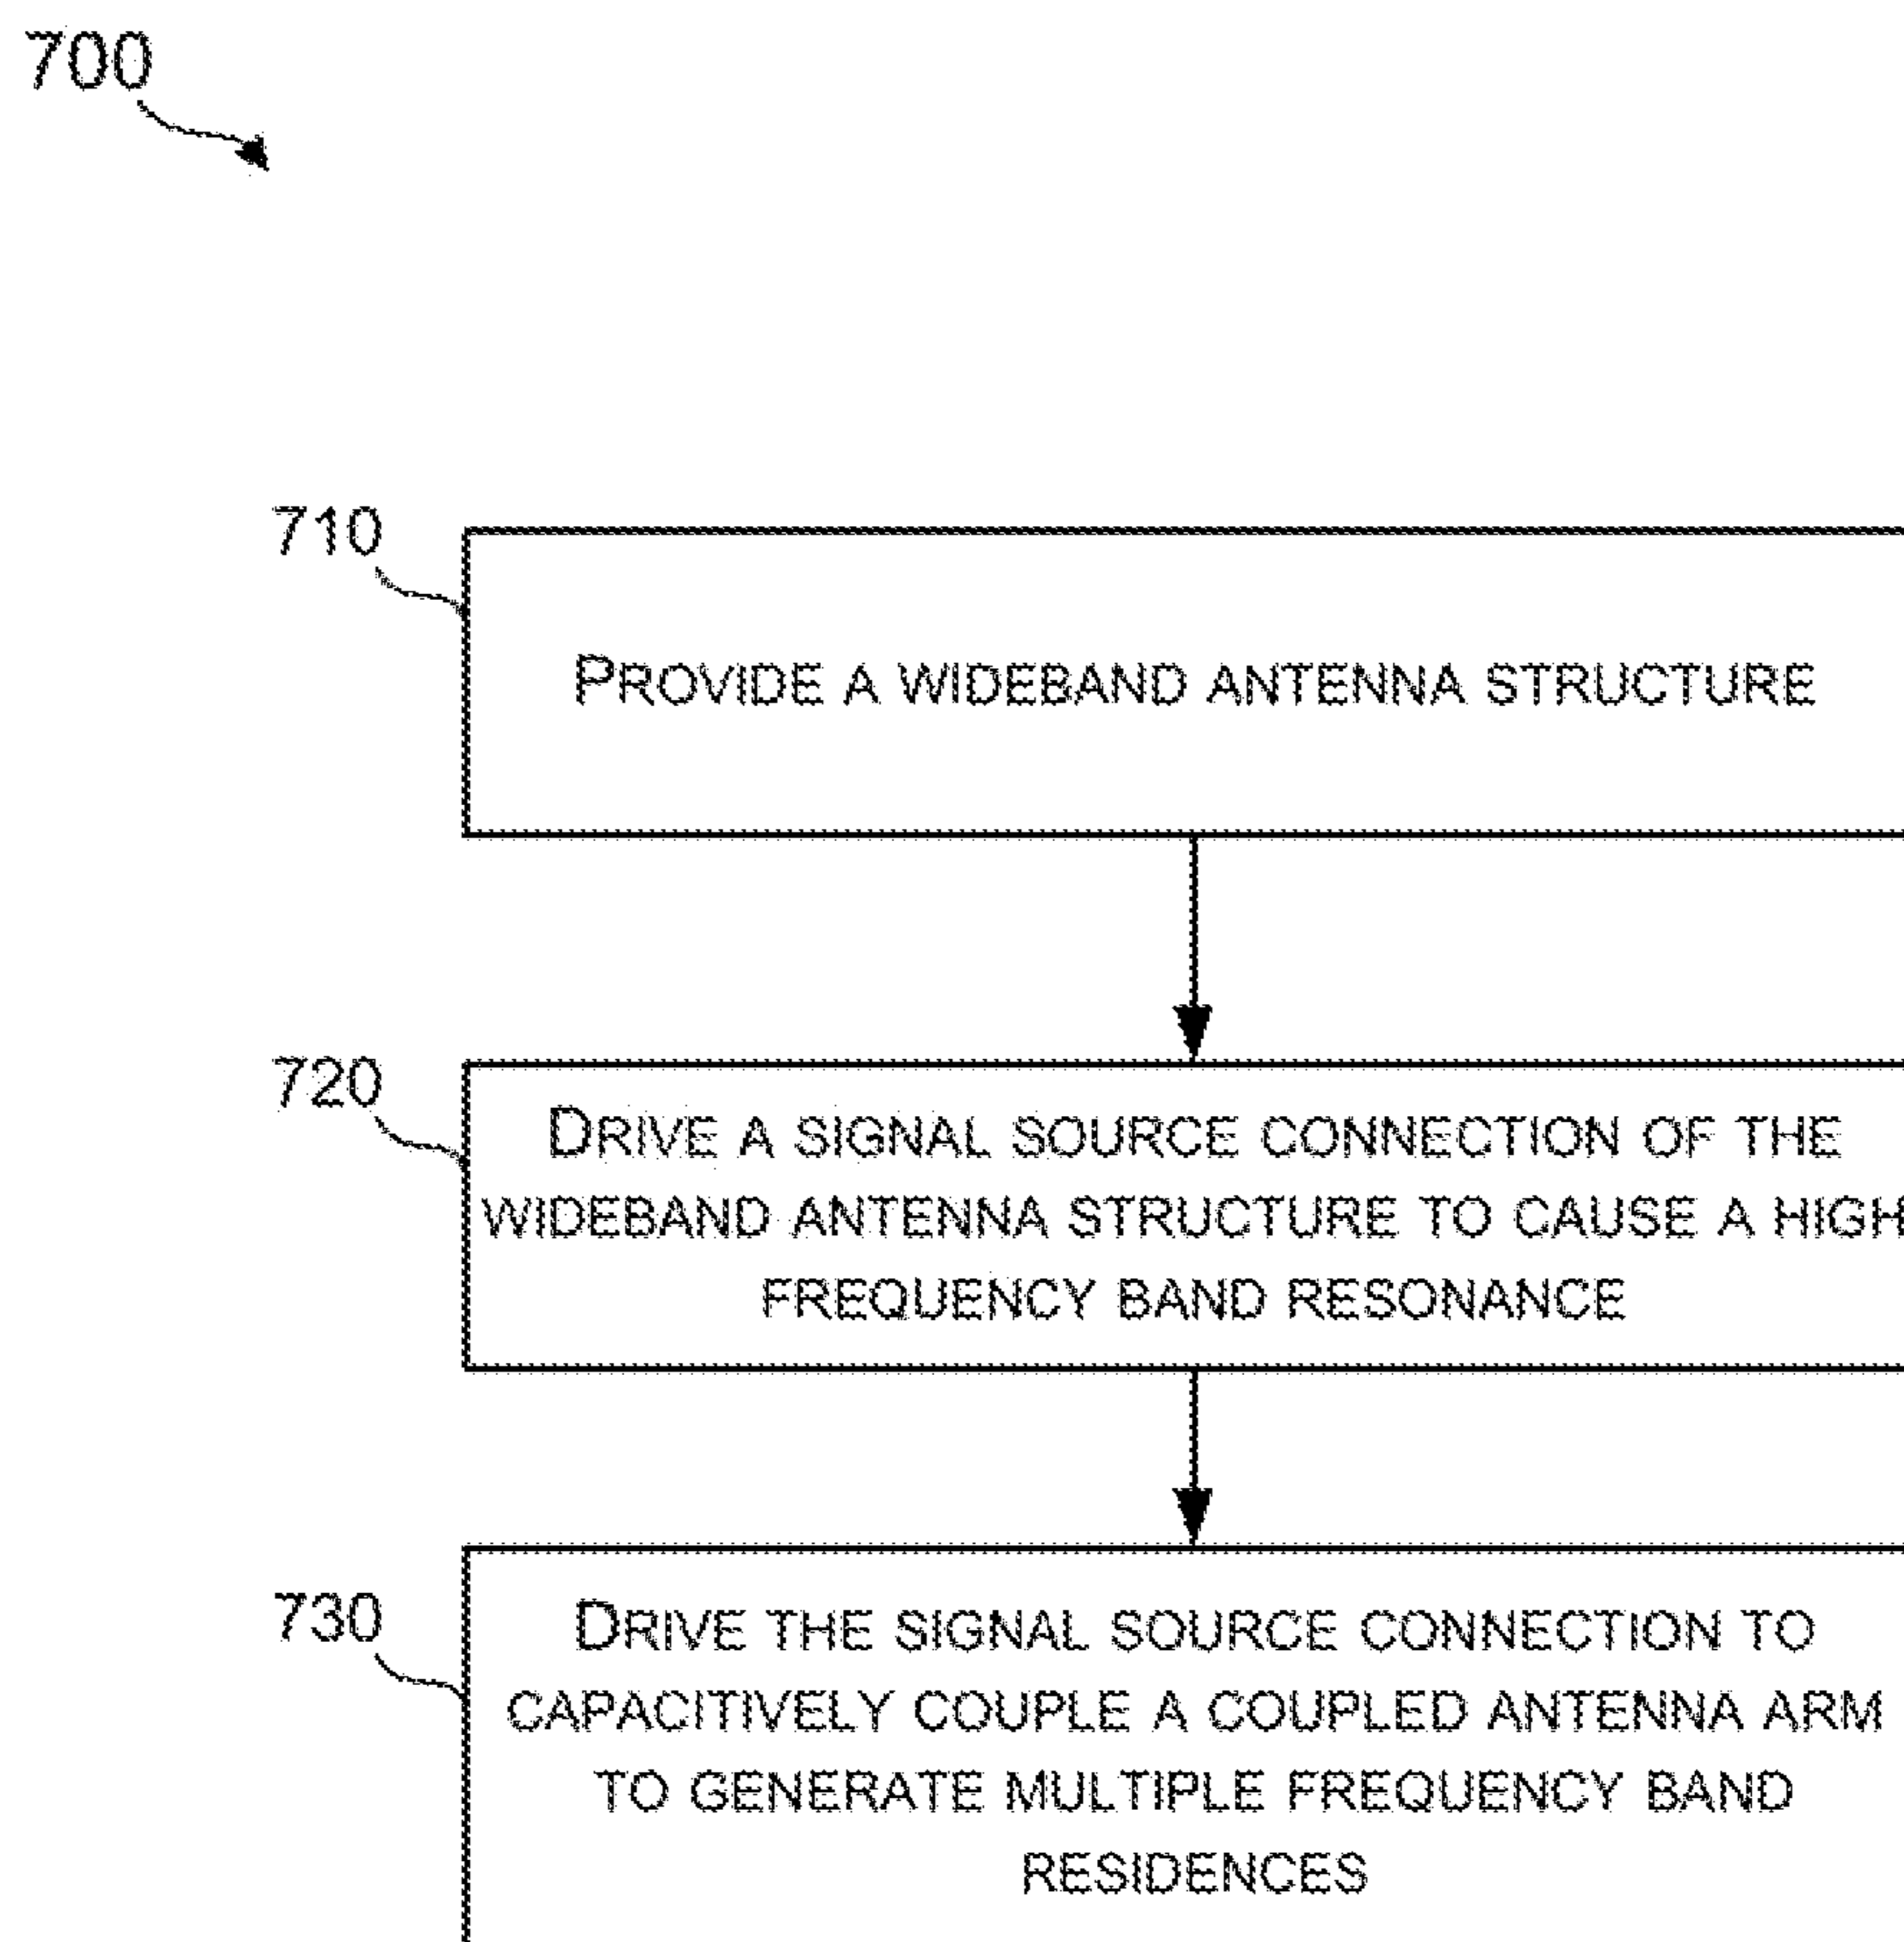 700
710
PROVIDE A WIDEBAND ANTENNA STRUCTURE
720
DRIVE A SIGNAL SOURCE CONNECTION OF THE
WIDEBAND ANTENNA STRUCTURE TO CAUSE A HIGH
FREQUENCY BAND RESONANCE
730
DRIVE THE SIGNAL SOURCE CONNECTION TO
CAPACITIVELY COUPLE A COUPLED ANTENNA ARM
TO GENERATE MULTIPLE FREQUENCY BAND
RESIDENCES